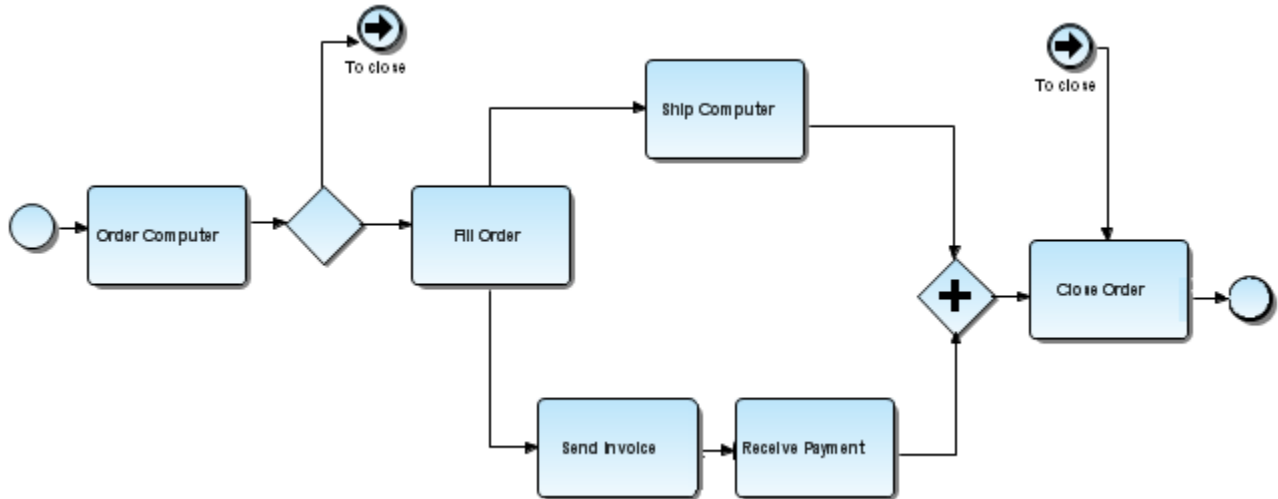 To close
To close
Ship Computer
Order Computer
Fill Order
Close Order
Send Invoice
Receive Payment